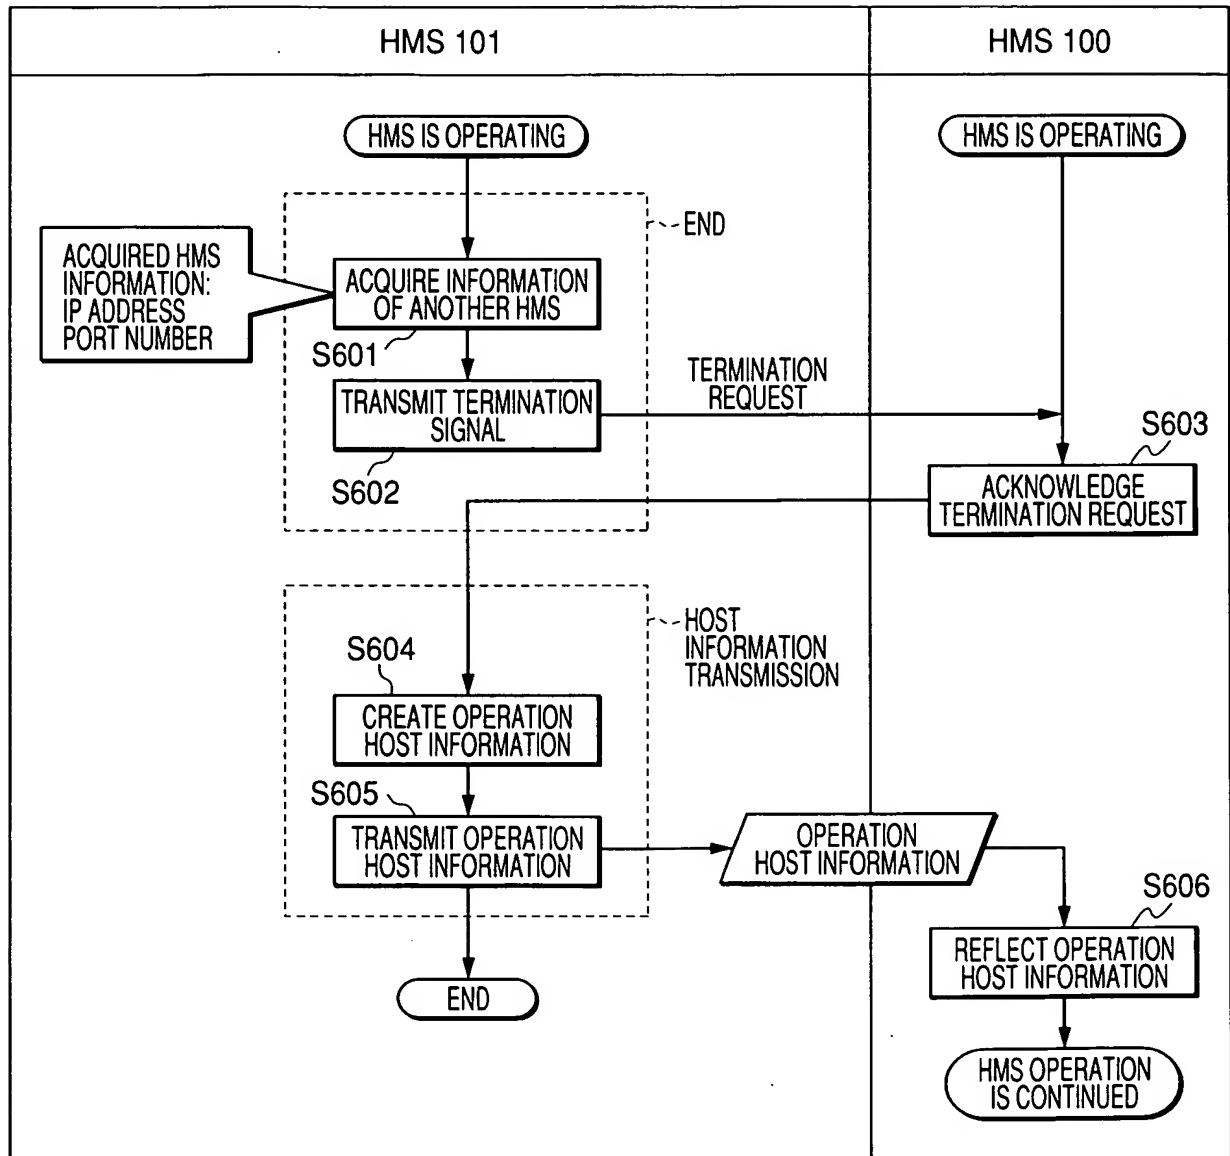 HMS 101
HMS 100
HMS IS OPERATING
HMS IS OPERATING
END
ACQUIRED HMS
INFORMATION:
IP ADDRESS
PORT NUMBER
ACQUIRE INFORMATION
OF ANOTHER HMS
S601
TRANSMIT TERMINATION
SIGNAL
S602
TERMINATION
REQUEST
S603
ACKNOWLEDGE
TERMINATION REQUEST
HOST
INFORMATION
TRANSMISSION
S604
CREATE OPERATION
HOST INFORMATION
S605
TRANSMIT OPERATION
HOST INFORMATION
OPERATION
HOST INFORMATION
S606
REFLECT OPERATION
HOST INFORMATION
END
HMS OPERATION
IS CONTINUED